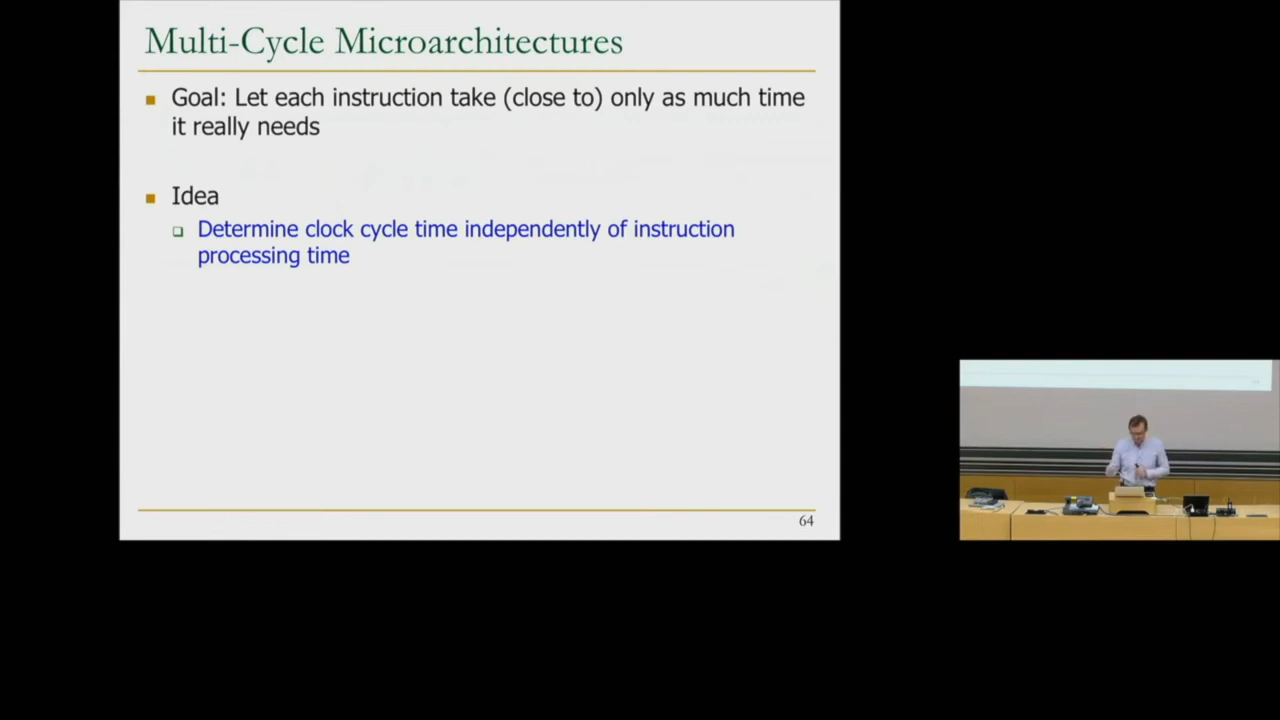 Multi-Cycle Microarchitectures
Goal: Let each instruction take (close to) only as much time
it really needs
Idea
Determine clock cycle time independently of instruction
processing time
64